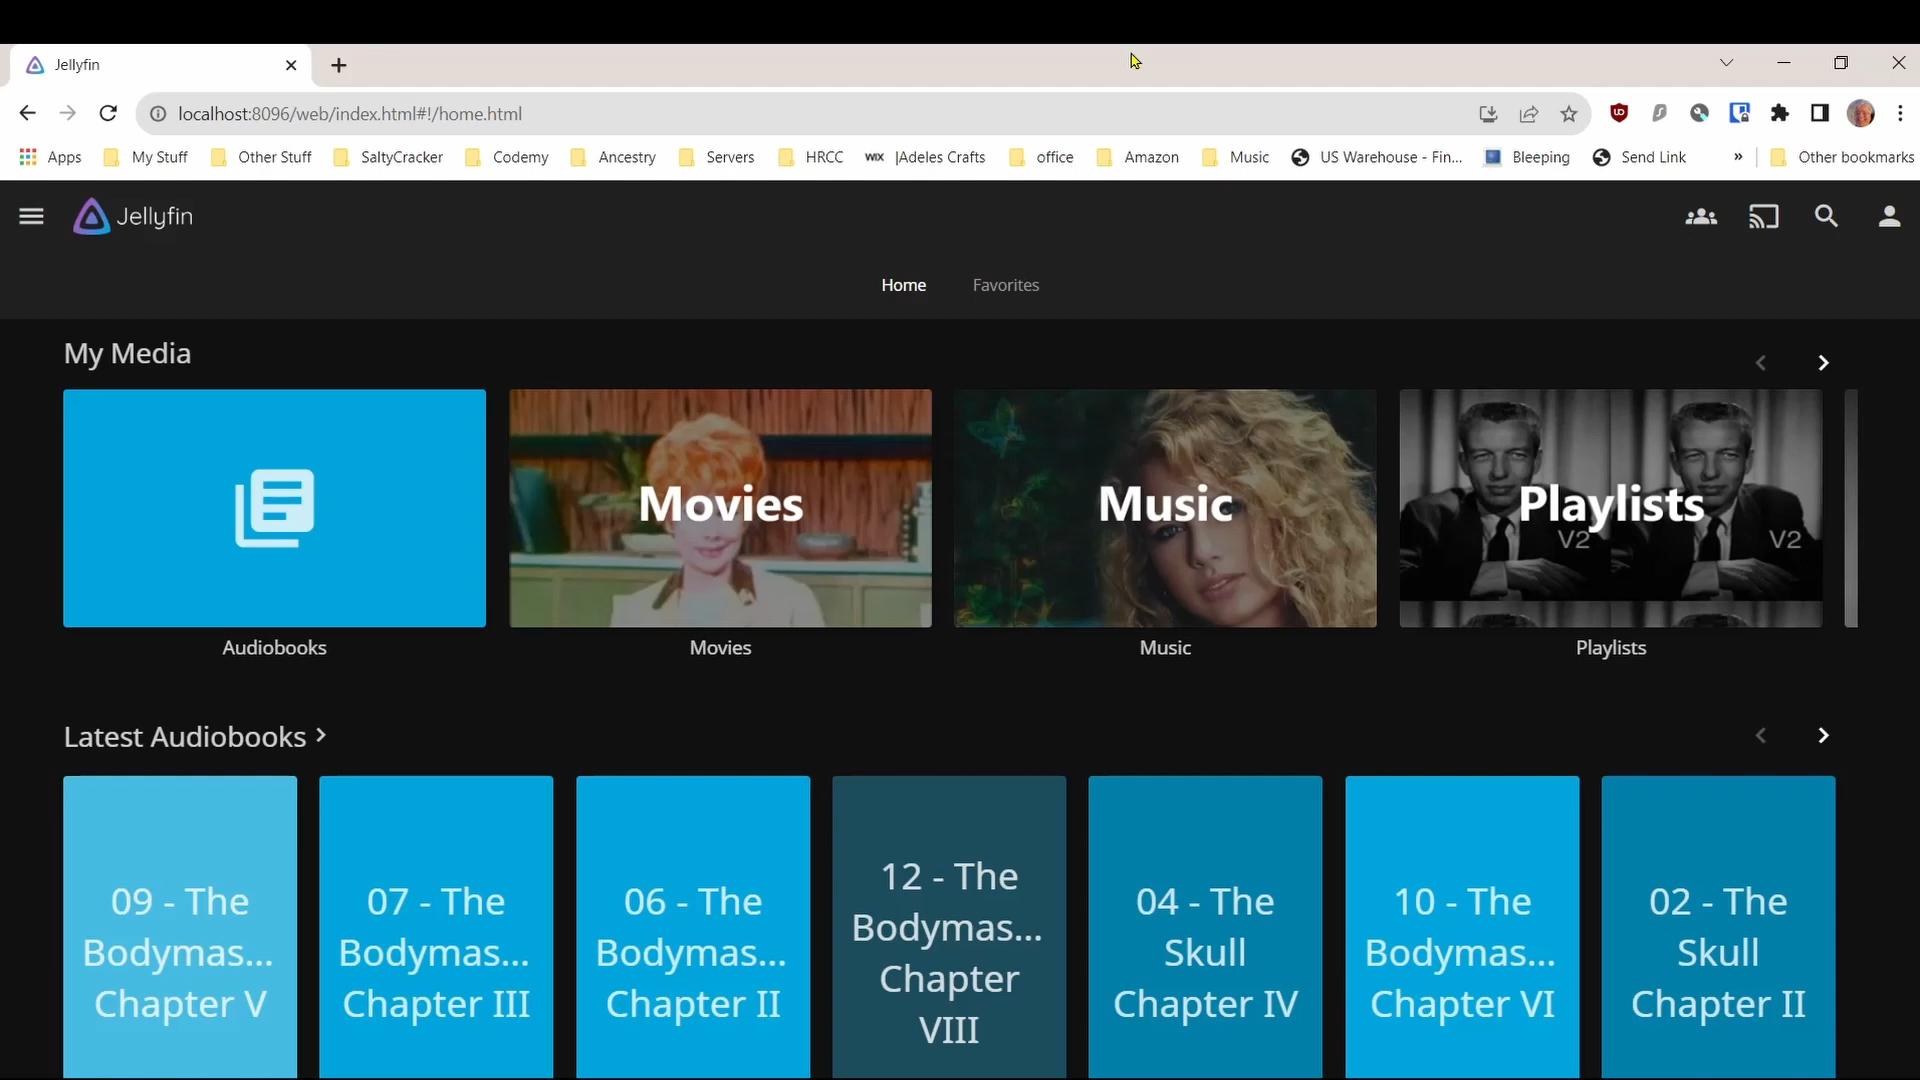 Jellyfin
localhost:8096/web/index.html#!/home.html
Apps My Stuff Other Stuff SaltyCracker Codemy Ancestry Servers HRCC WIX |Adeles Crafts office Amazon Music US Warehouse - Fin... Bleeping Send Link » Other bookmarks
Jellyfin
Home Favorites
My Media
Movies Music Playlists
V2 V2
Audiobooks Movies Music Playlists
Latest Audiobooks
09 - The
Bodymas...
Chapter V
07 - The
Bodymas...
Chapter III
06 - The
Bodymas...
Chapter II
12 - The
Bodymas...
Chapter
VIII
04 - The
Skull
Chapter IV
10 - The
Bodymas...
Chapter VI
02 - The
Skull
Chapter II